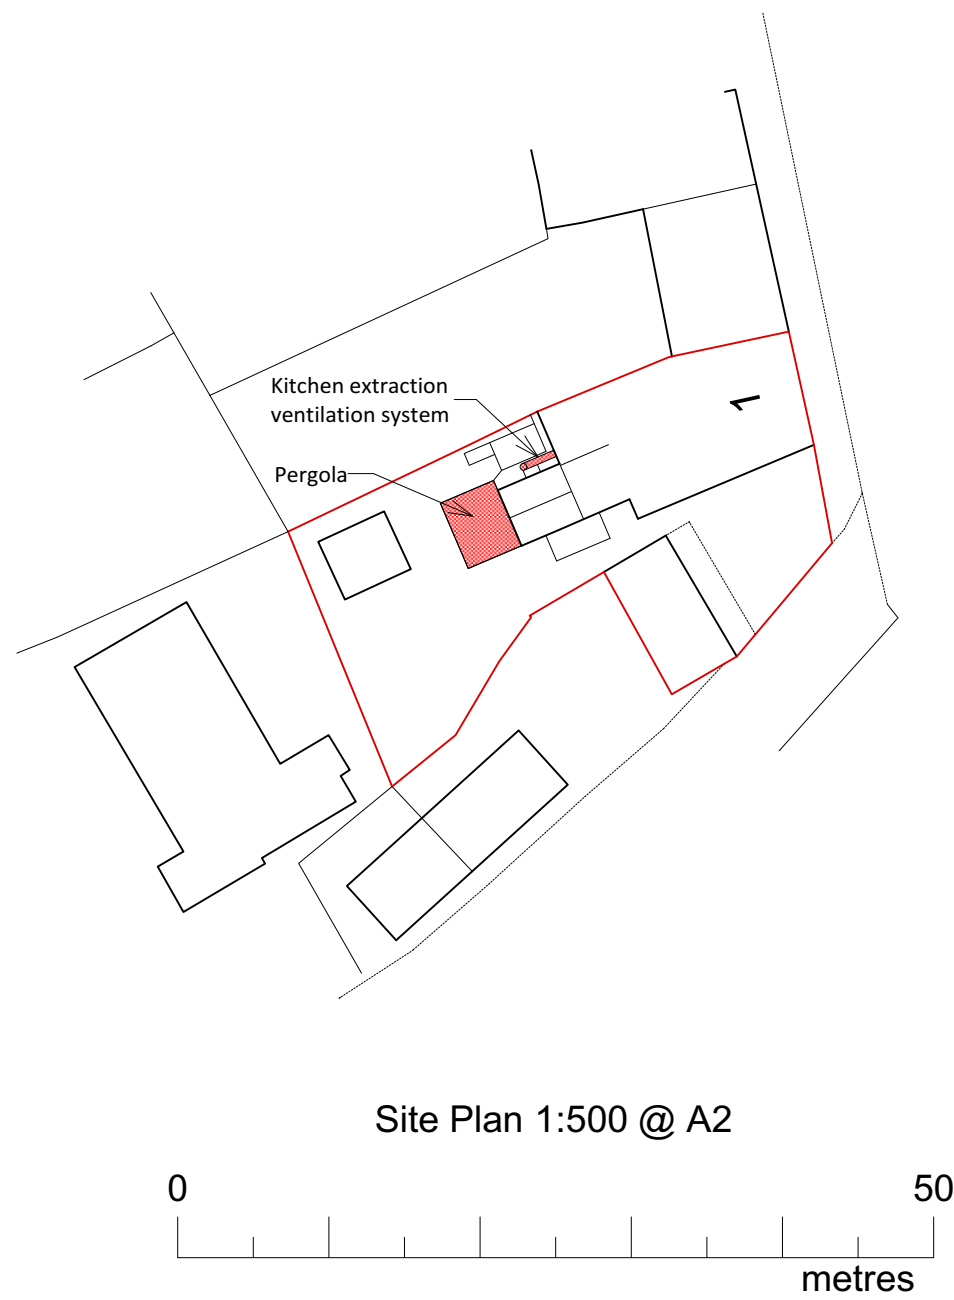 1
Kitchen extraction
ventilation system
Pergola
Site Plan 1:500 @ A2
0 50
metres